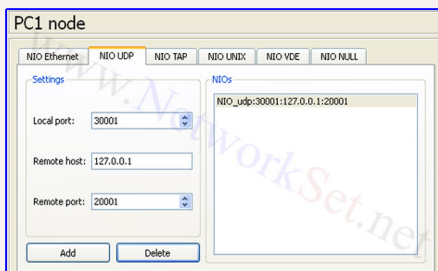 PC1 node
NIO Ethernet NIO UDP NIO TAP NIO UNIX NIO VDE NIO NULL
Settings
NIOs
NIO_udp:30001:127.0.0.1:20001
Local port: 30001
Remote host: 127.0.0.1
Remote port: 20001
Add Delete
www.NetworkSet.net